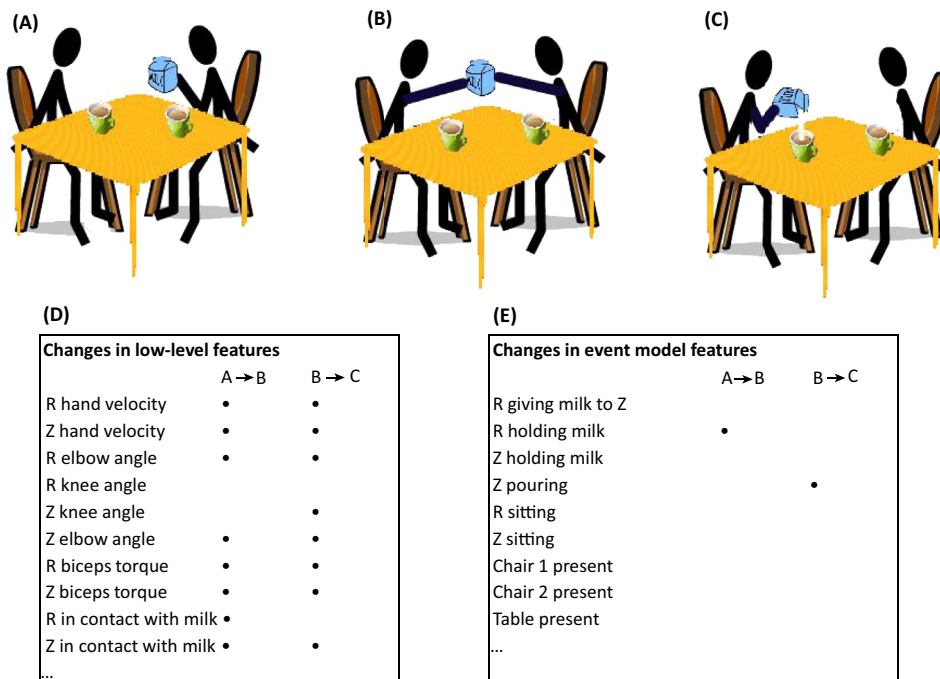 (A)
(B)
(C)
MILK
(D)
Changes in low-level features
A → B B → C
R hand velocity • •
Z hand velocity • •
R elbow angle • •
R knee angle
Z knee angle •
Z elbow angle • •
R biceps torque • •
Z biceps torque • •
R in contact with milk •
Z in contact with milk • •
...
(E)
Changes in event model features
A → B B → C
R giving milk to Z
R holding milk •
Z holding milk
Z pouring •
R sitting
Z sitting
Chair 1 present
Chair 2 present
Table present
...